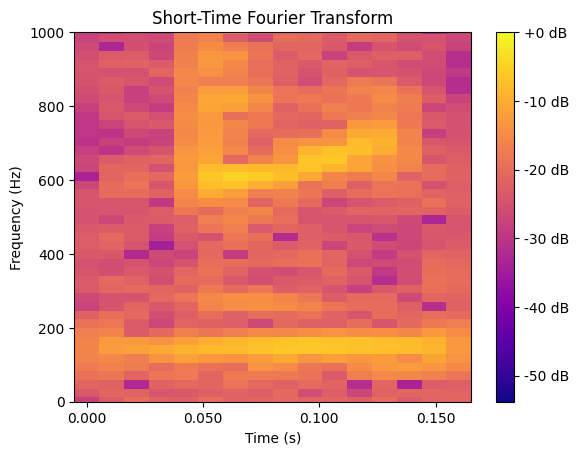 Short-Time Fourier Transform
1000
800
600
400
200
0
Frequency (Hz)
0.000
0.050
0.100
0.150
Time (s)
+0 dB
-10 dB
-20 dB
-30 dB
-40 dB
-50 dB